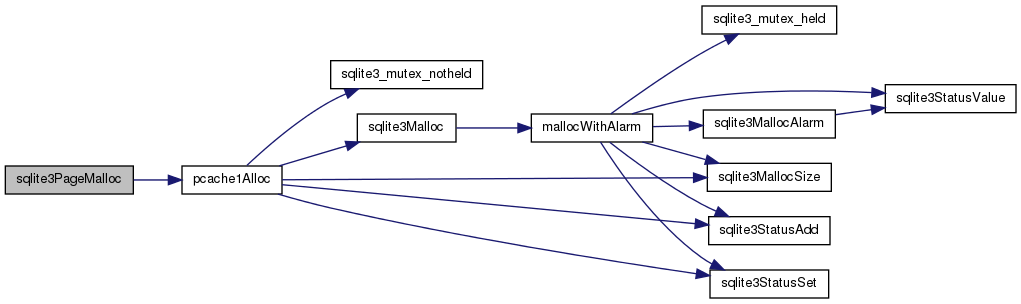 sqlite3_mutex_held
sqlite3_mutex_notheld
sqlite3StatusValue
sqlite3Malloc
mallocWithAlarm
sqlite3MallocAlarm
sqlite3PageMalloc
pcache1Alloc
sqlite3MallocSize
sqlite3StatusAdd
sqlite3StatusSet